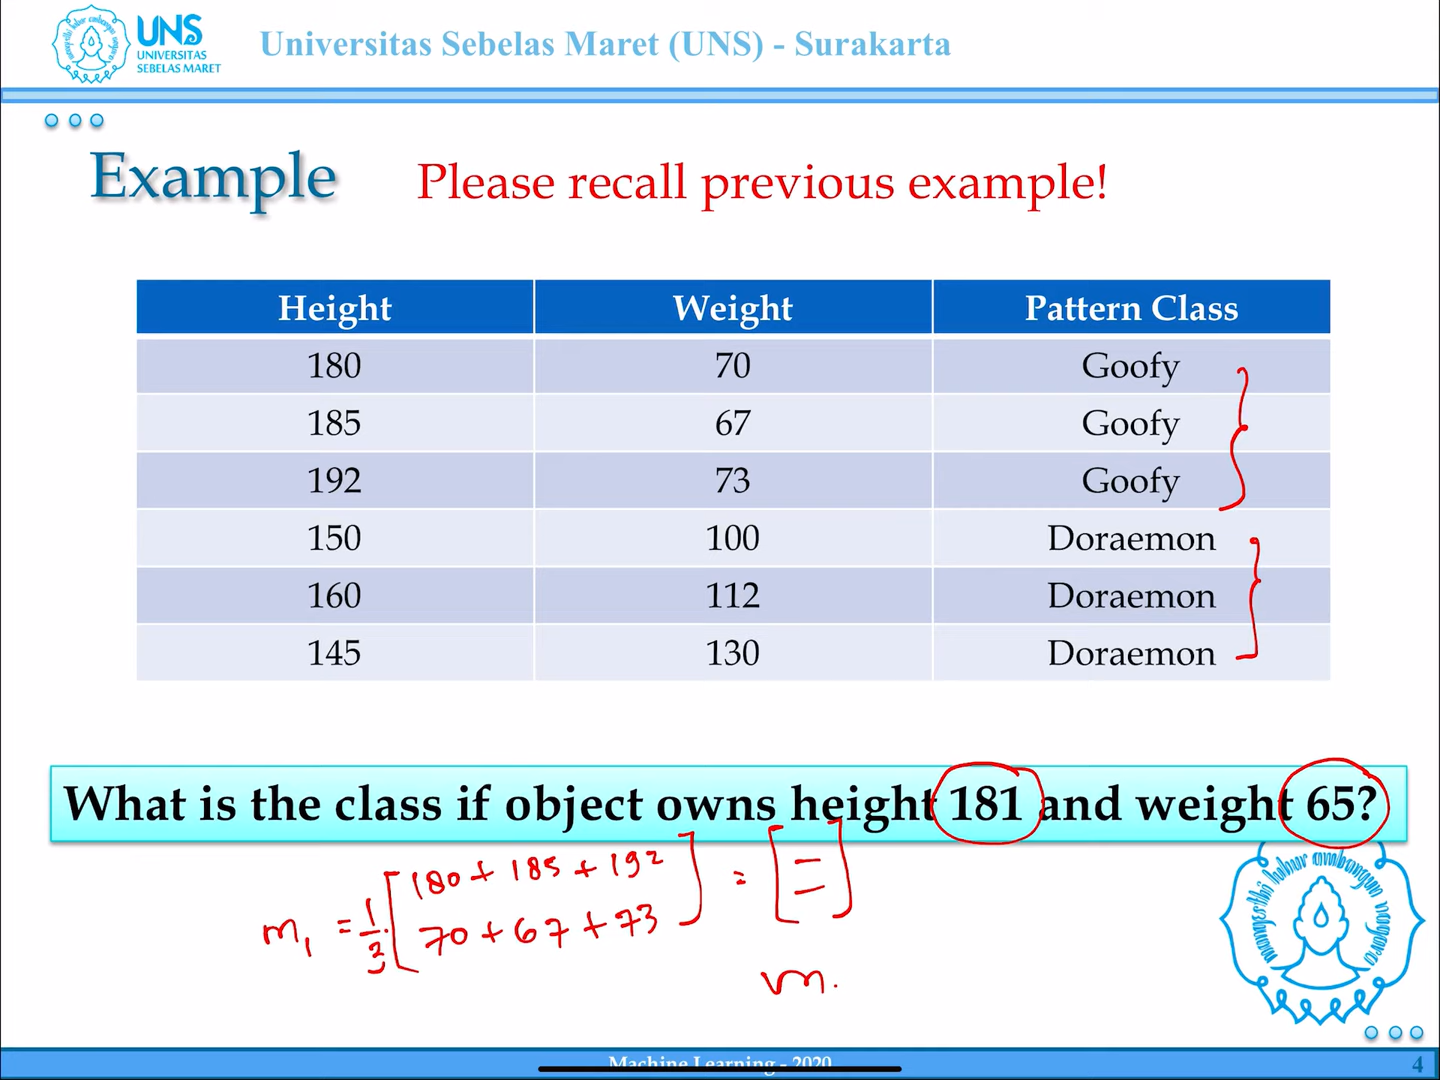 UNS
UNIVERSITAS
SEBELAS MARET
Universitas Sebelas Maret (UNS) - Surakarta
Example
Please recall previous example!
Height Weight Pattern Class
180 70 Goofy
185 67 Goofy
192 73 Goofy
150 100 Doraemon
160 112 Doraemon
145 130 Doraemon
What is the class if object owns height 181 and weight 65?
m₁ = 1/3 . [180 + 185 + 192
70 + 67 + 73] = [ ]
m.
Machine Learning - 2020
4